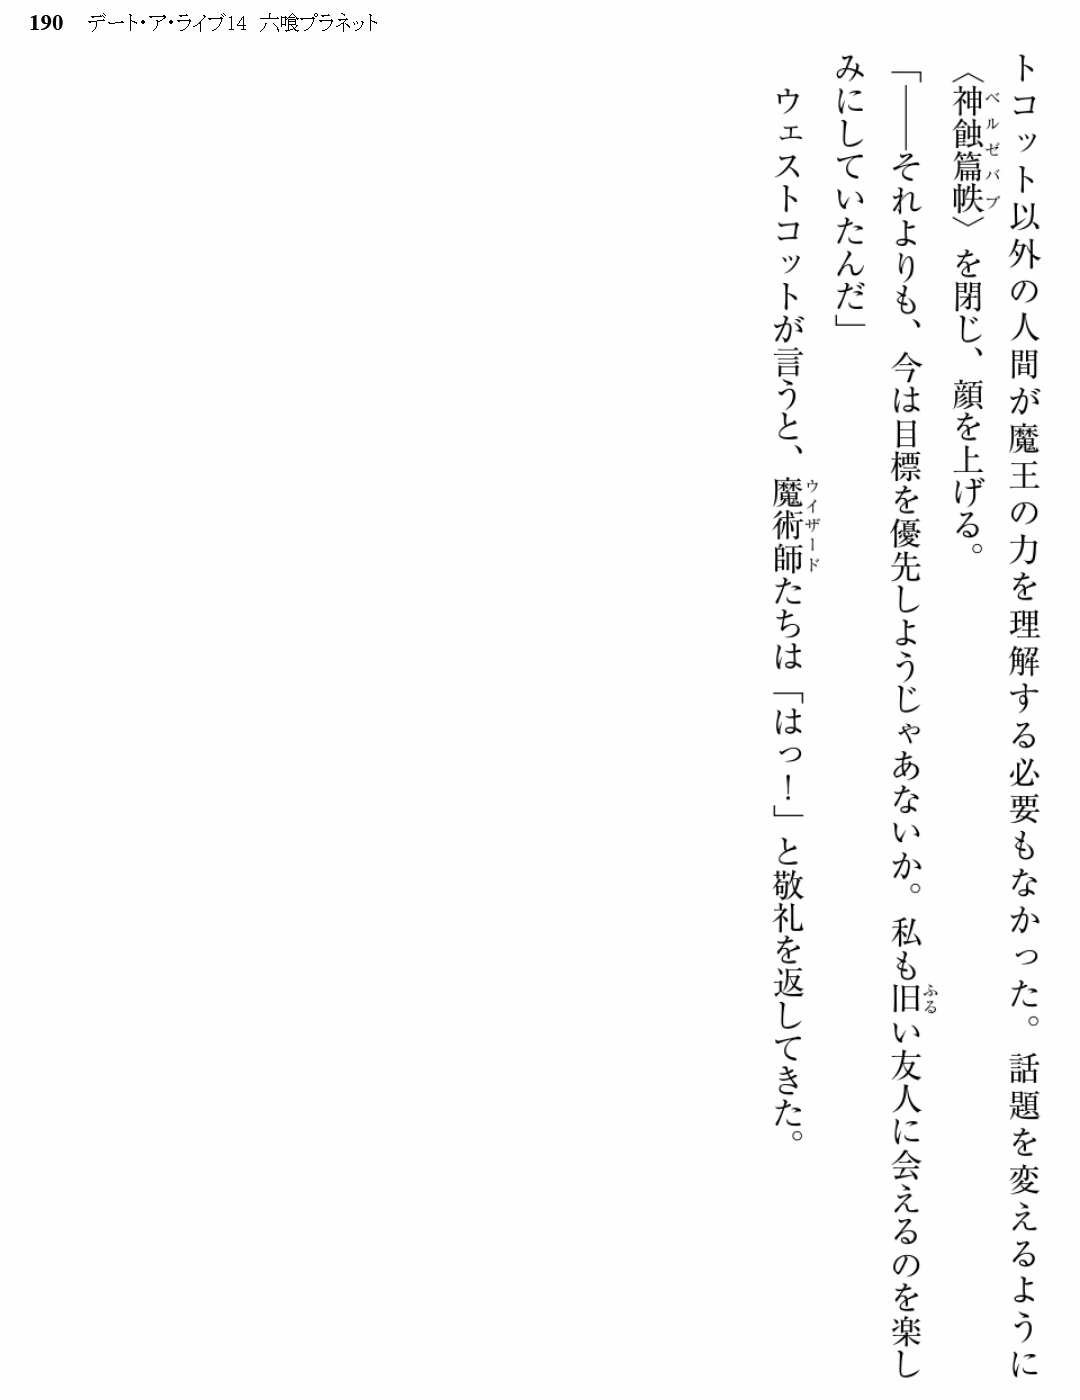 190 デート・ア・ライブ14 六喰プラネット
トコット以外の人間が魔王の力を理解する必要もなかった。話題を変えるように
〈神蝕篇帙〉を閉じ、顔を上げる。
ベルゼバブ
「――それよりも、今は目標を優先しようじゃあないか。私も旧い友人に会えるのを楽し
ふる
みにしていたんだ」
ウェストコットが言うと、魔術師たちは「はっ！」と敬礼を返してきた。
ウイザード